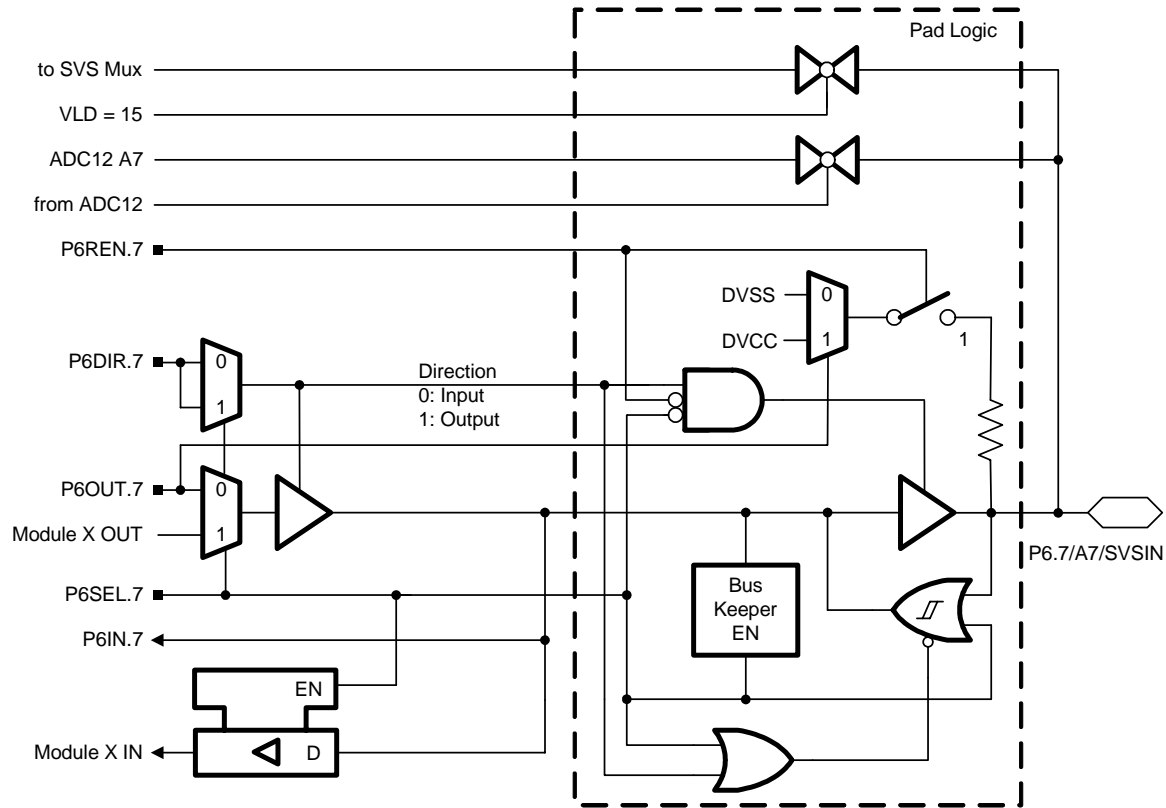 Pad Logic
to SVS Mux
VLD = 15
ADC12 A7
from ADC12
P6REN.7
DVSS
0
DVCC
1
1
P6DIR.7
0
1
Direction
0: Input
1: Output
P6OUT.7
0
Module X OUT
1
P6.7/A7/SVSIN
P6SEL.7
Bus
Keeper
EN
P6IN.7
EN
Module X IN
D